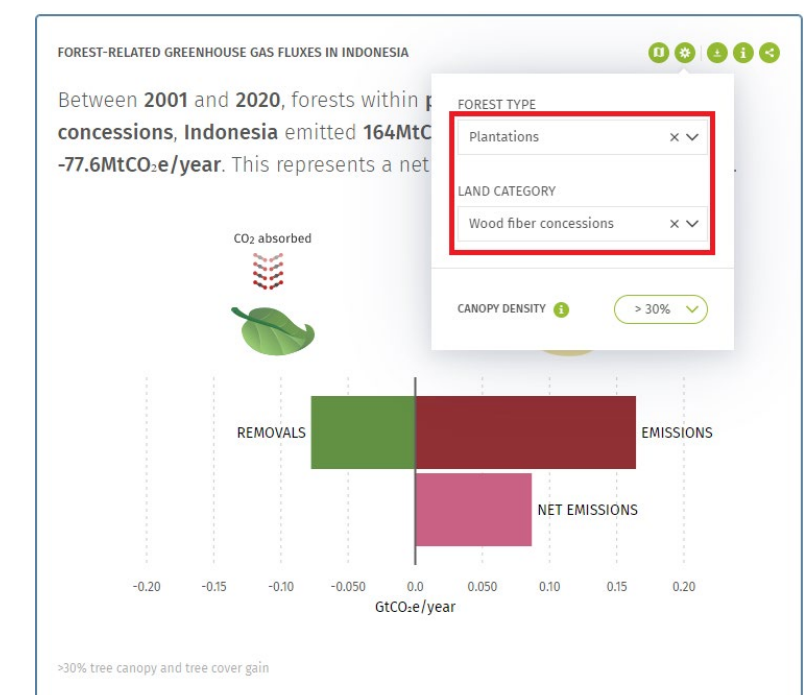 FOREST-RELATED GREENHOUSE GAS FLUXES IN INDONESIA
Between 2001 and 2020, forests within
concessions, Indonesia emitted 164MtC
-77.6MtCO₂e/year. This represents a net
FOREST TYPE
Plantations
LAND CATEGORY
Wood fiber concessions
CANOPY DENSITY
> 30%
CO₂ absorbed
REMOVALS
EMISSIONS
NET EMISSIONS
-0.20 -0.15 -0.10 -0.050 0.0 0.050 0.10 0.15 0.20
GtCO₂e/year
>30% tree canopy and tree cover gain